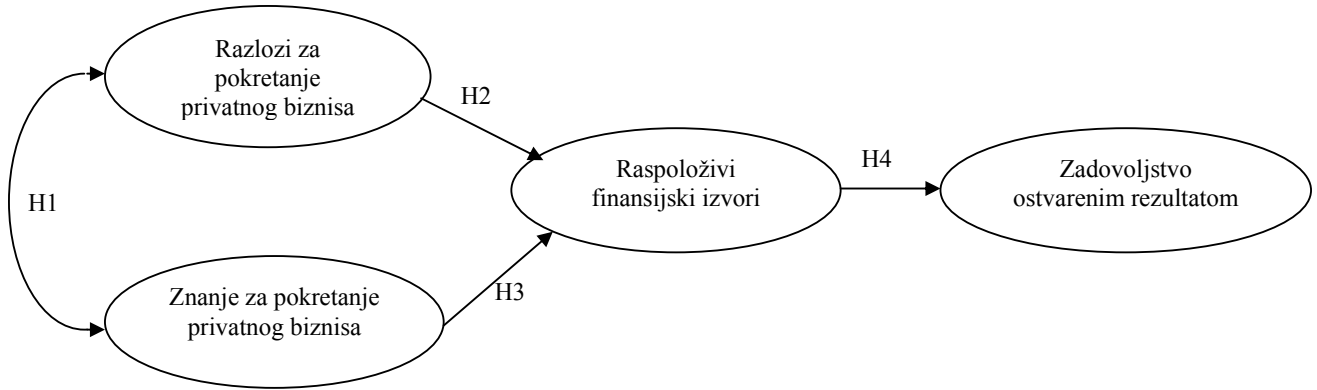 Razlozi za
pokretanje
privatnog biznisa
H2
H1
Raspoloživi
finansijski izvori
H4
Zadovoljstvo
ostvarenim rezultatom
Znanje za pokretanje
privatnog biznisa
H3